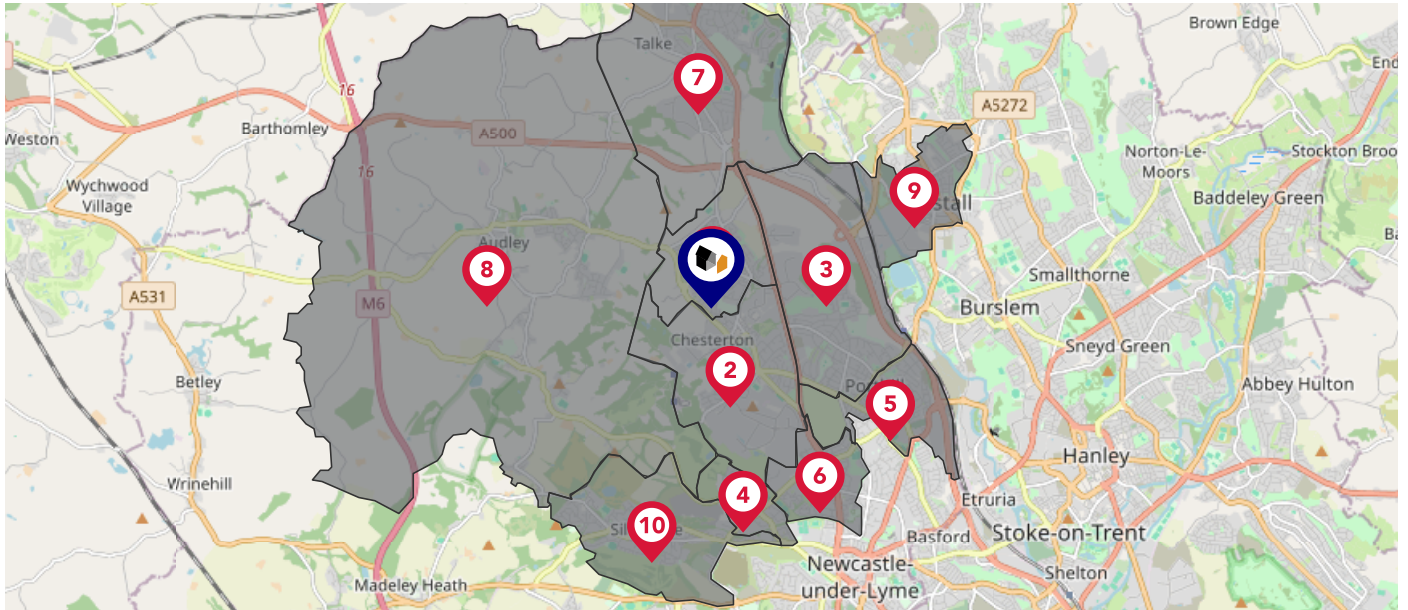 Brown Edge
Talke
End
7
16
A5272
Weston
Barthomley
A500
Norton-Le-
Moors
Stockton Broo
16
Wychwood
Village
9
stall
Baddeley Green
Audley
8
3
Smallthorne
A531
M6
Burslem
Chesterton
Sneyd Green
2
Betley
Abbey Hulton
5
Hanley
Wrinehill
6
4
Etruria
10
Stoke-on-Trent
Basford
Newcastle-
under-Lyme
Shelton
Madeley Heath